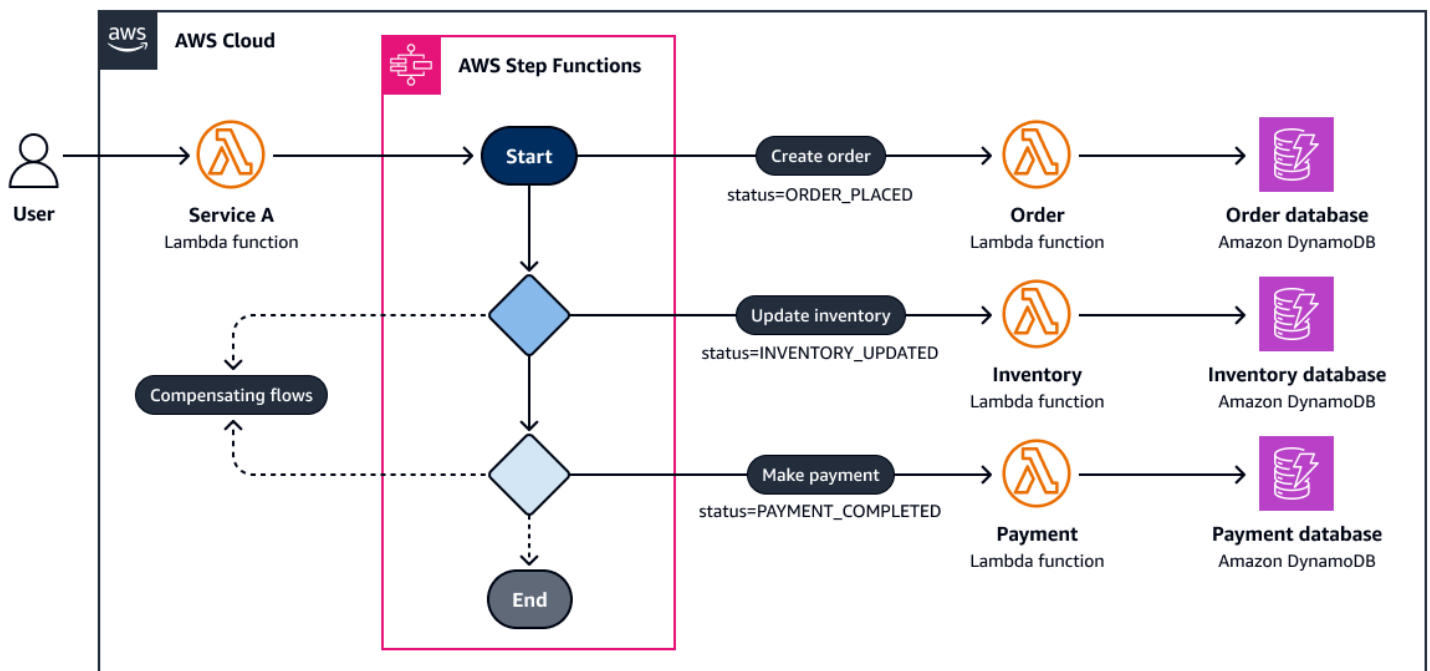 aws
AWS Cloud
AWS Step Functions
User
Service A
Lambda function
Start
Create order
status=ORDER_PLACED
Order
Lambda function
Order database
Amazon DynamoDB
Update inventory
status=INVENTORY_UPDATED
Inventory
Lambda function
Inventory database
Amazon DynamoDB
Compensating flows
Make payment
status=PAYMENT_COMPLETED
Payment
Lambda function
Payment database
Amazon DynamoDB
End